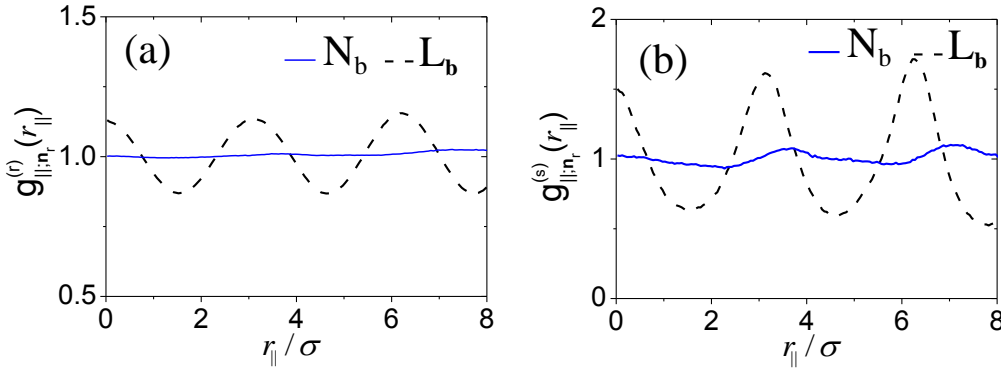 (a)
N_b L_b
1.5
1.0
0.5
g^{(r)}_{∥;n_r}(r_∥)
0 2 4 6 8
r_∥/σ
(b)
N_b L_b
2
1
0
g^{(s)}_{∥;n_r}(r_∥)
0 2 4 6 8
r_∥/σ